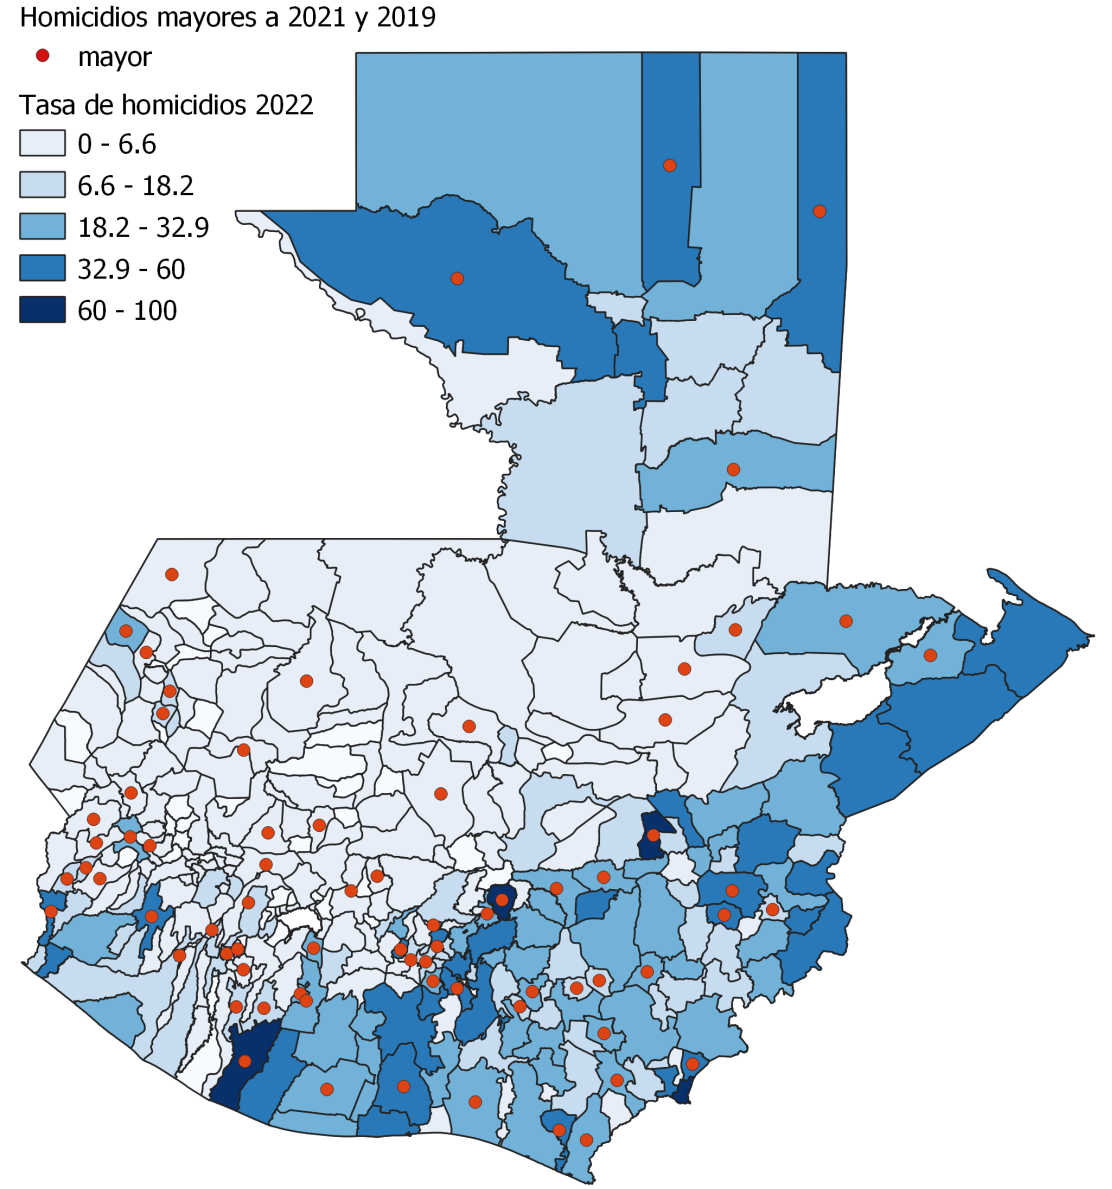 Homicidios mayores a 2021 y 2019
mayor
Tasa de homicidios 2022
0 - 6.6
6.6 - 18.2
18.2 - 32.9
32.9 - 60
60 - 100